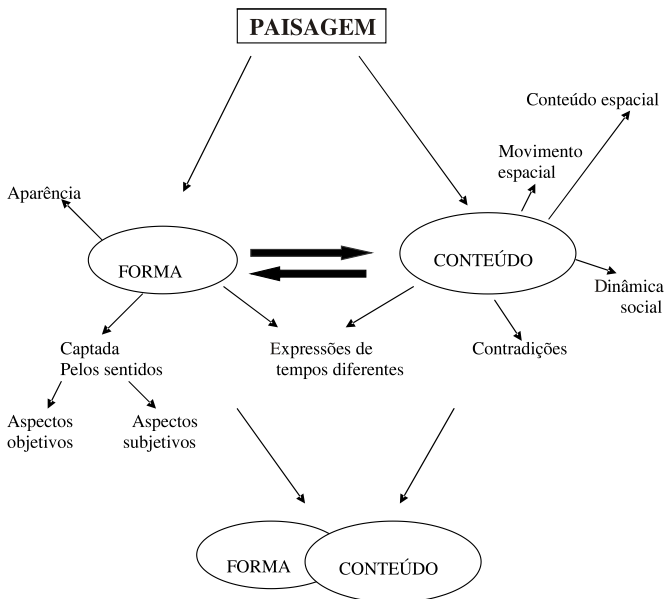 PAISAGEM
Conteúdo espacial
Movimento
espacial
Aparência
FORMA
CONTEÚDO
Dinâmica
social
Captada
Pelos sentidos
Expressões de
tempos diferentes
Contradições
Aspectos
objetivos
Aspectos
subjetivos
FORMA
CONTEÚDO